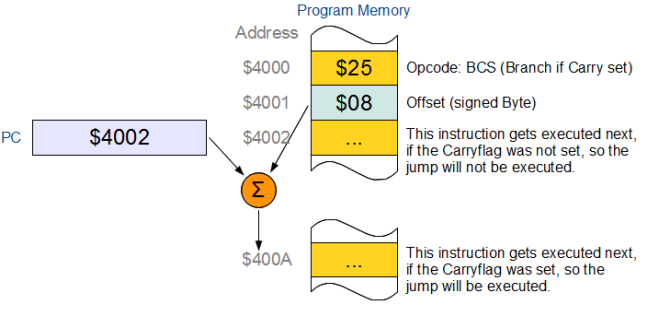 Program Memory
Address
$4000
$25
Opcode: BCS (Branch if Carry set)
$4001
$08
Offset (signed Byte)
PC
$4002
$4002
...
This instruction gets executed next,
if the Carryflag was not set, so the
jump will not be executed.
Σ
$400A
...
This instruction gets executed next,
if the Carryflag was set, so the
jump will be executed.